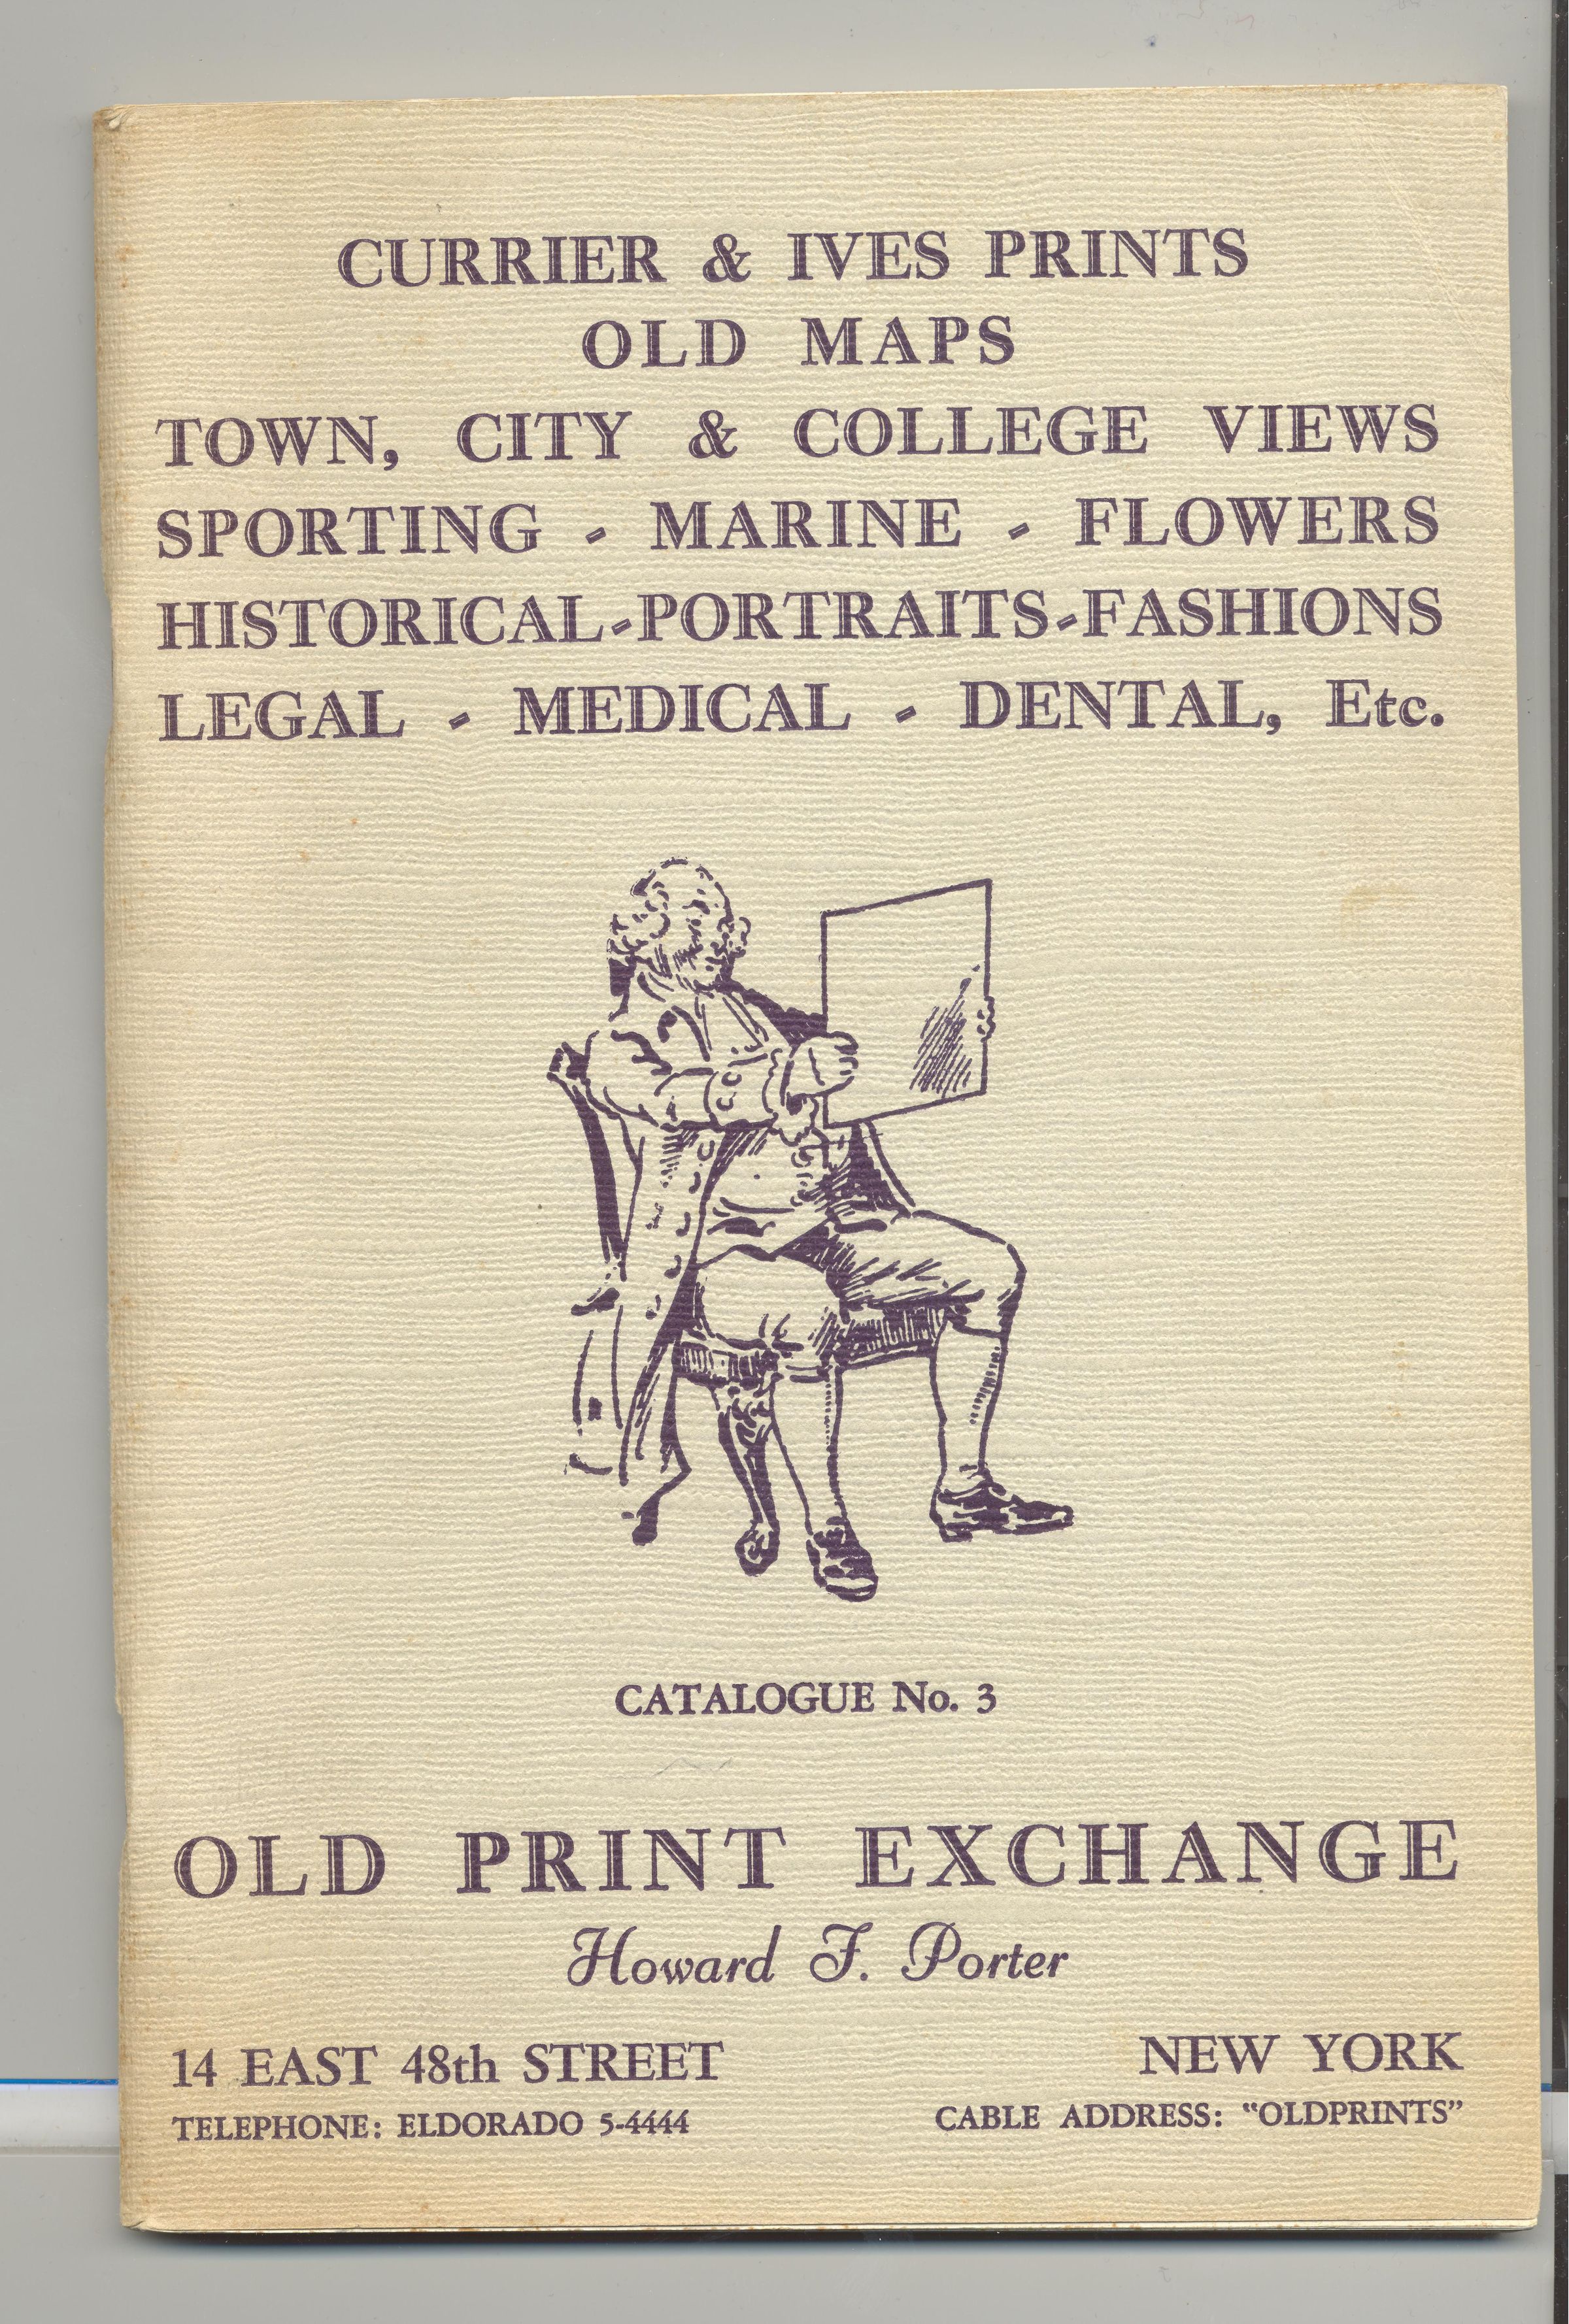 CURRIER & IVES PRINTS
OLD MAPS
TOWN, CITY & COLLEGE VIEWS
SPORTING - MARINE - FLOWERS
HISTORICAL-PORTRAITS-FASHIONS
LEGAL - MEDICAL - DENTAL, Etc.
CATALOGUE No. 3
OLD PRINT EXCHANGE
Howard F. Porter
14 EAST 48th STREET NEW YORK
TELEPHONE: ELDORADO 5-4444 CABLE ADDRESS: "OLDPRINTS"